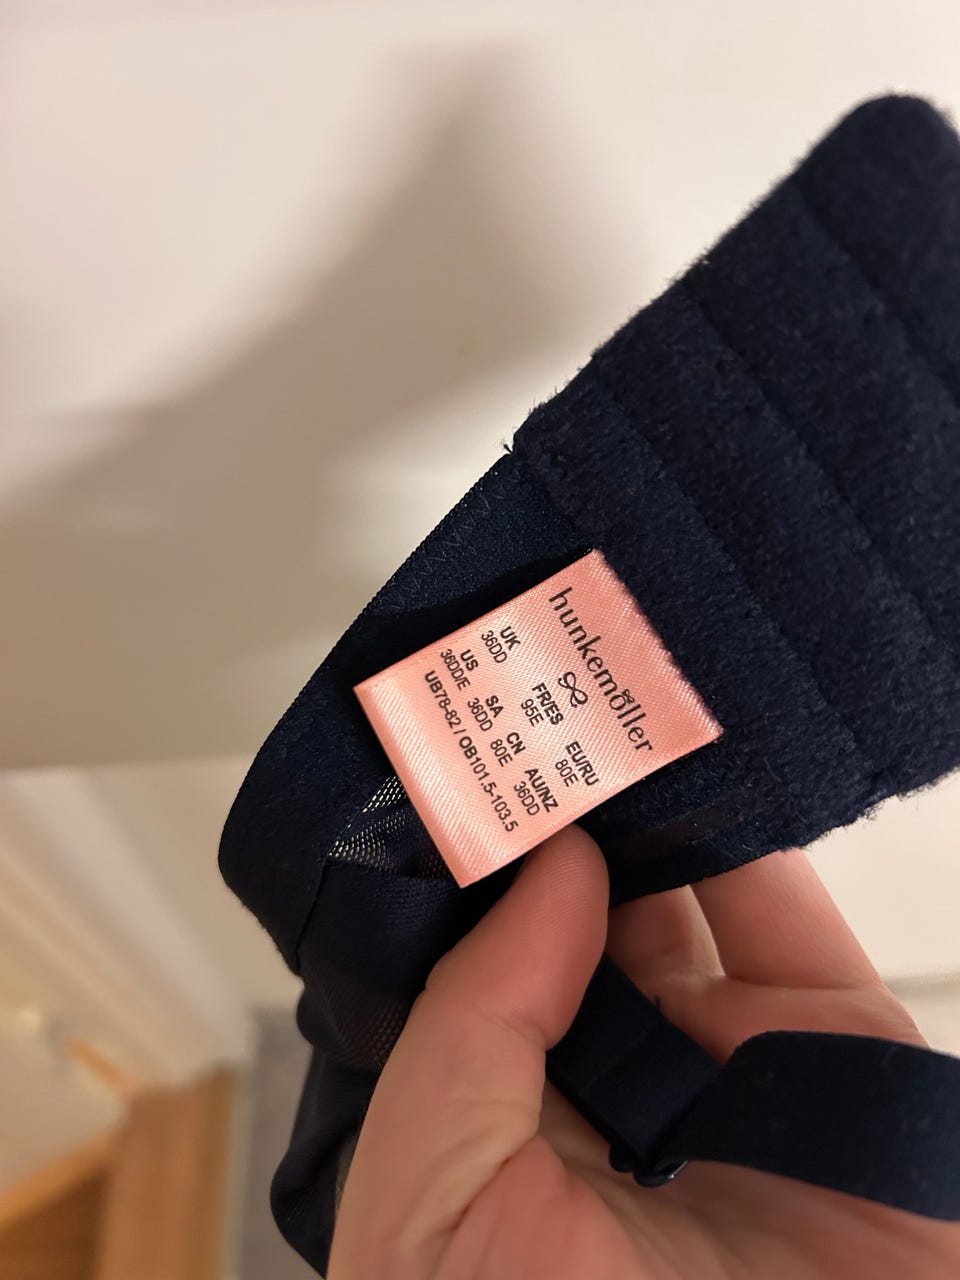 hunkemöller
UK FR/ES EU/RU
36DD 95E 80E
US SA CN AU/NZ
36DD/E 36DD 80E 36DD
UB78-82 / OB101.5-103.5